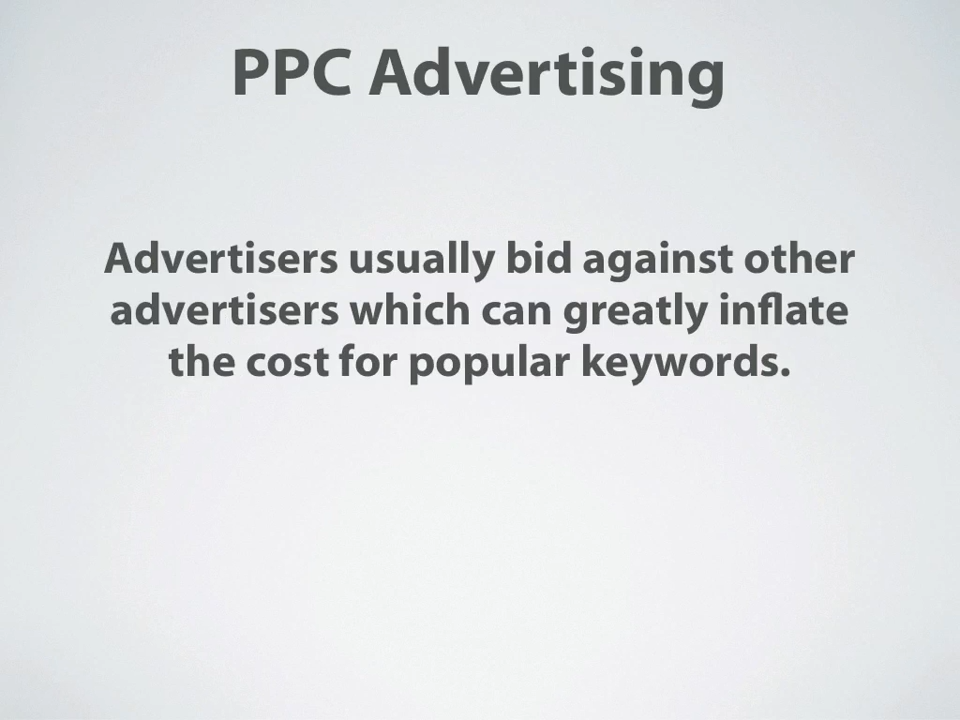 PPC Advertising
Advertisers usually bid against other
advertisers which can greatly inflate
the cost for popular keywords.